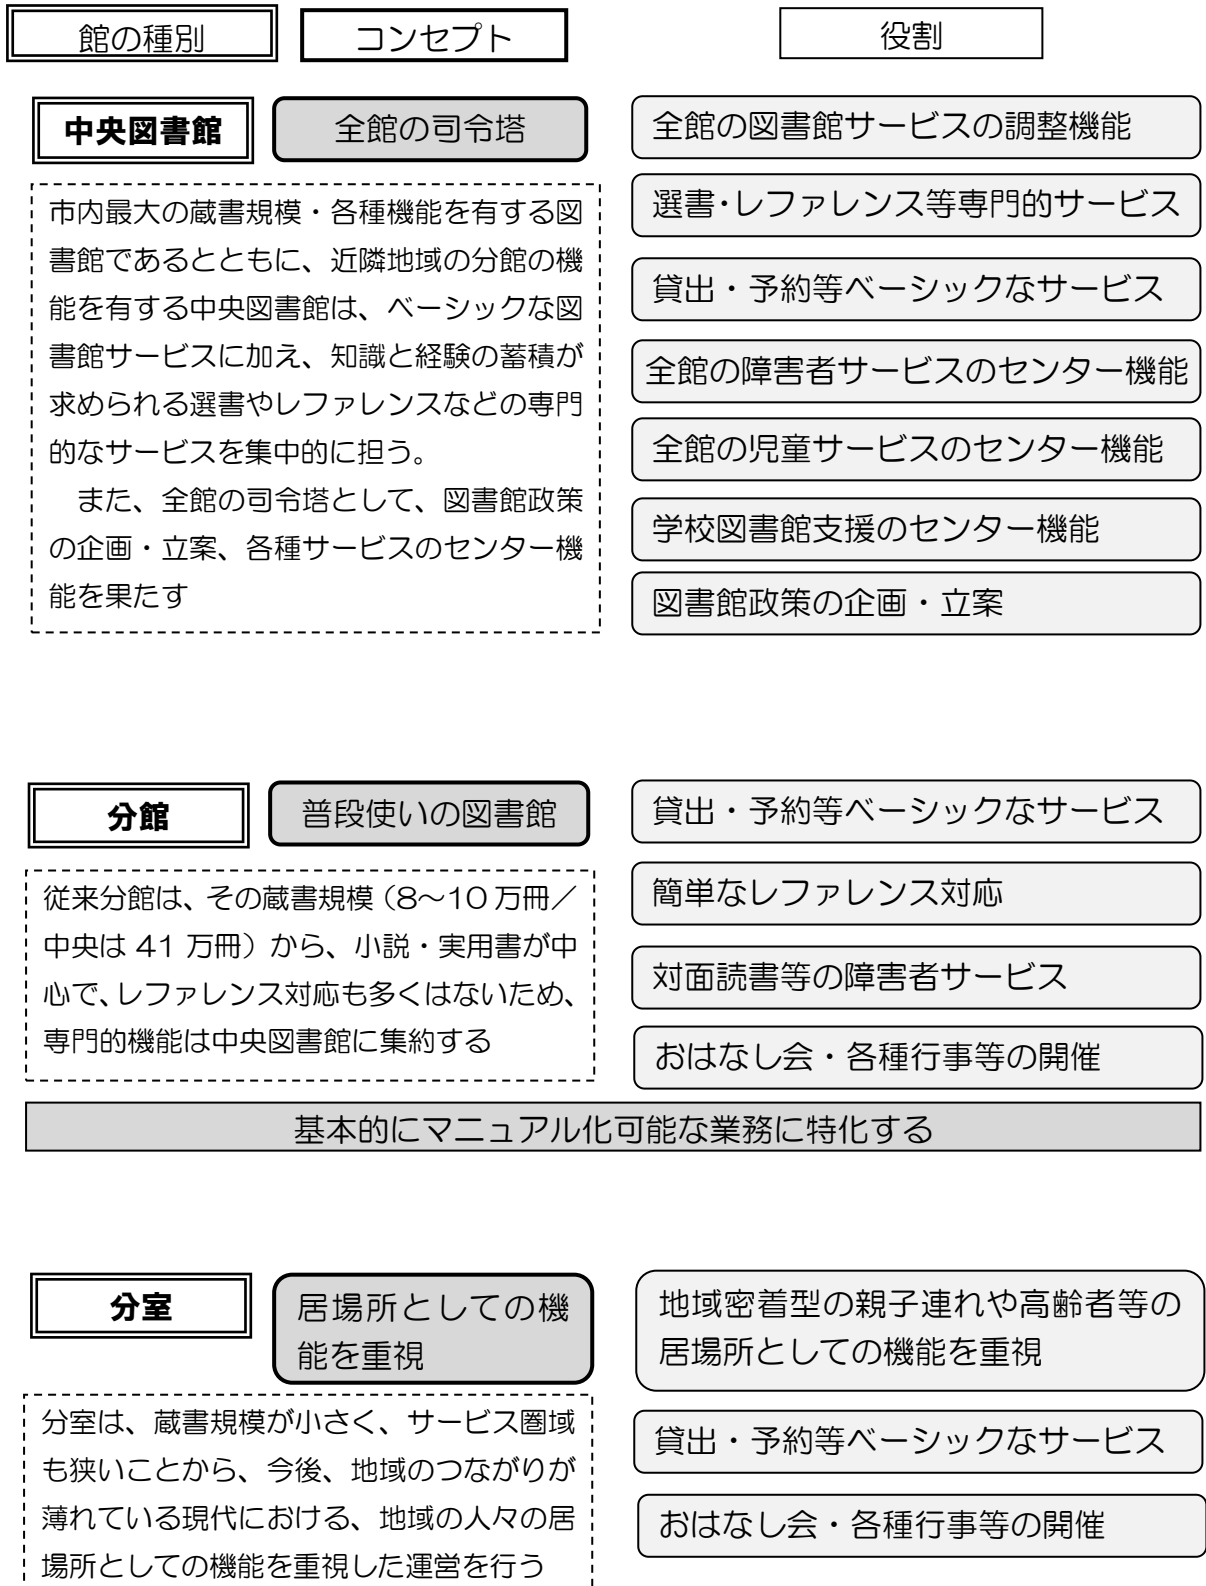 館の種別
コンセプト
役割
中央図書館
全館の司令塔
市内最大の蔵書規模・各種機能を有する図
書館であるとともに、近隣地域の分館の機
能を有する中央図書館は、ベーシックな図
書館サービスに加え、知識と経験の蓄積が
求められる選書やレファレンスなどの専門
的なサービスを集中的に担う。
　また、全館の司令塔として、図書館政策
の企画・立案、各種サービスのセンター機
能を果たす
全館の図書館サービスの調整機能
選書・レファレンス等専門的サービス
貸出・予約等ベーシックなサービス
全館の障害者サービスのセンター機能
全館の児童サービスのセンター機能
学校図書館支援のセンター機能
図書館政策の企画・立案
分館
普段使いの図書館
従来分館は、その蔵書規模（8～10 万冊／
中央は 41 万冊）から、小説・実用書が中
心で、レファレンス対応も多くはないため、
専門的機能は中央図書館に集約する
貸出・予約等ベーシックなサービス
簡単なレファレンス対応
対面読書等の障害者サービス
おはなし会・各種行事等の開催
基本的にマニュアル化可能な業務に特化する
分室
居場所としての機
能を重視
分室は、蔵書規模が小さく、サービス圏域
も狭いことから、今後、地域のつながりが
薄れている現代における、地域の人々の居
場所としての機能を重視した運営を行う
地域密着型の親子連れや高齢者等の
居場所としての機能を重視
貸出・予約等ベーシックなサービス
おはなし会・各種行事等の開催